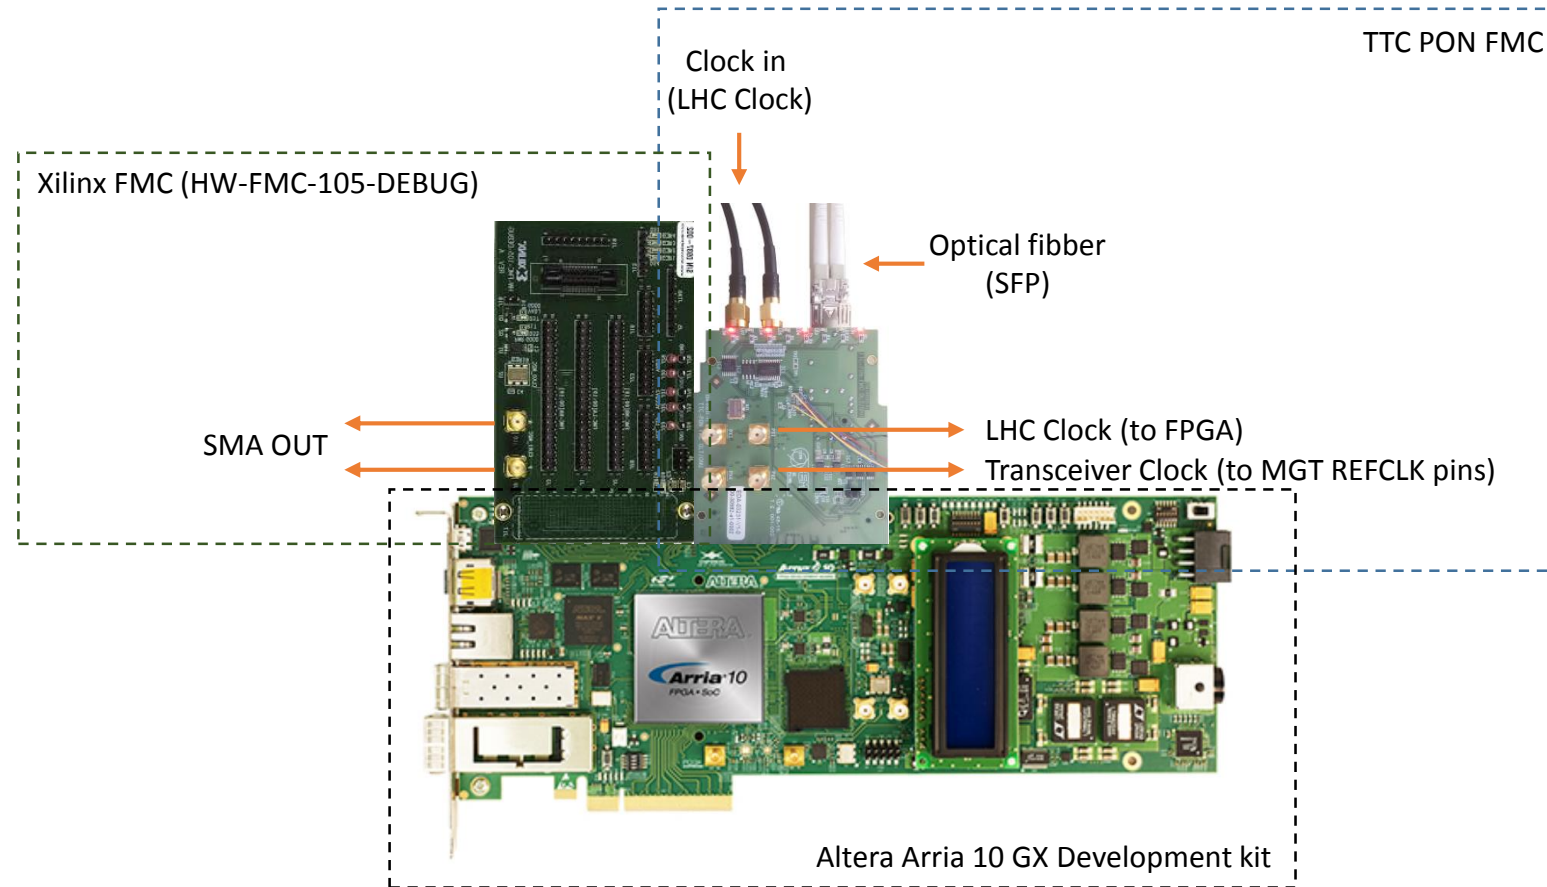 TTC PON FMC
Clock in
(LHC Clock)
Xilinx FMC (HW-FMC-105-DEBUG)
Optical fibber
(SFP)
SMA OUT
LHC Clock (to FPGA)
Transceiver Clock (to MGT REFCLK pins)
ALTERA
ALTERA
Arria 10
FPGA • SoC
Altera Arria 10 GX Development kit